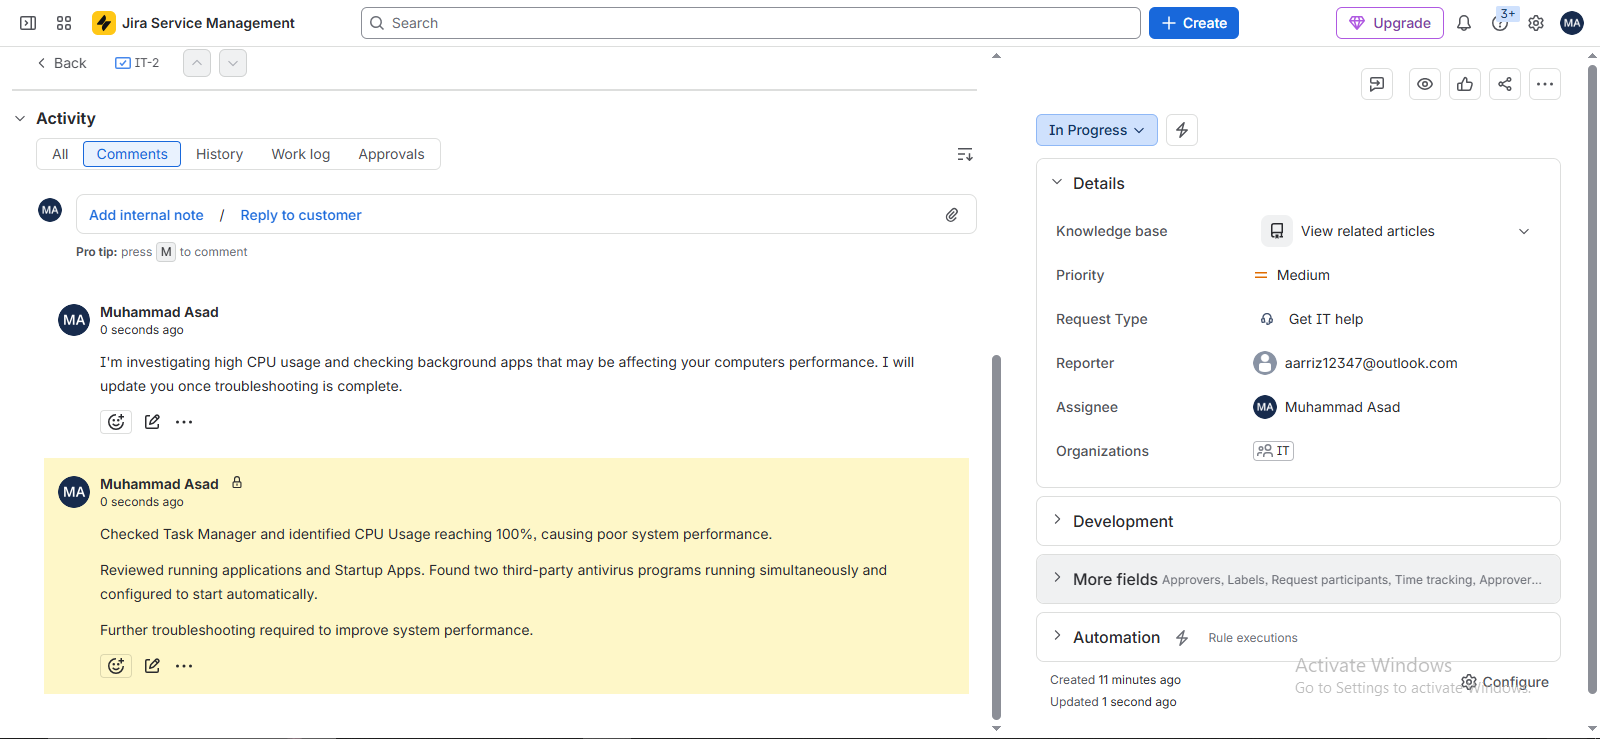 Jira Service Management
Search
+ Create
Upgrade
3+
MA
Back
IT-2
Activity
All
Comments
History
Work log
Approvals
MA
Add internal note / Reply to customer
Pro tip: press M to comment
MA
Muhammad Asad
0 seconds ago
I'm investigating high CPU usage and checking background apps that may be affecting your computers performance. I will
update you once troubleshooting is complete.
MA
Muhammad Asad
0 seconds ago
Checked Task Manager and identified CPU Usage reaching 100%, causing poor system performance.
Reviewed running applications and Startup Apps. Found two third-party antivirus programs running simultaneously and
configured to start automatically.
Further troubleshooting required to improve system performance.
In Progress
Details
Knowledge base
View related articles
Priority
Medium
Request Type
Get IT help
Reporter
aarriz12347@outlook.com
Assignee
MA
Muhammad Asad
Organizations
IT
Development
More fields Approvers, Labels, Request participants, Time tracking, Approver...
Automation
Rule executions
Created 11 minutes ago
Updated 1 second ago
Configure
Activate Windows
Go to Settings to activate Windows.